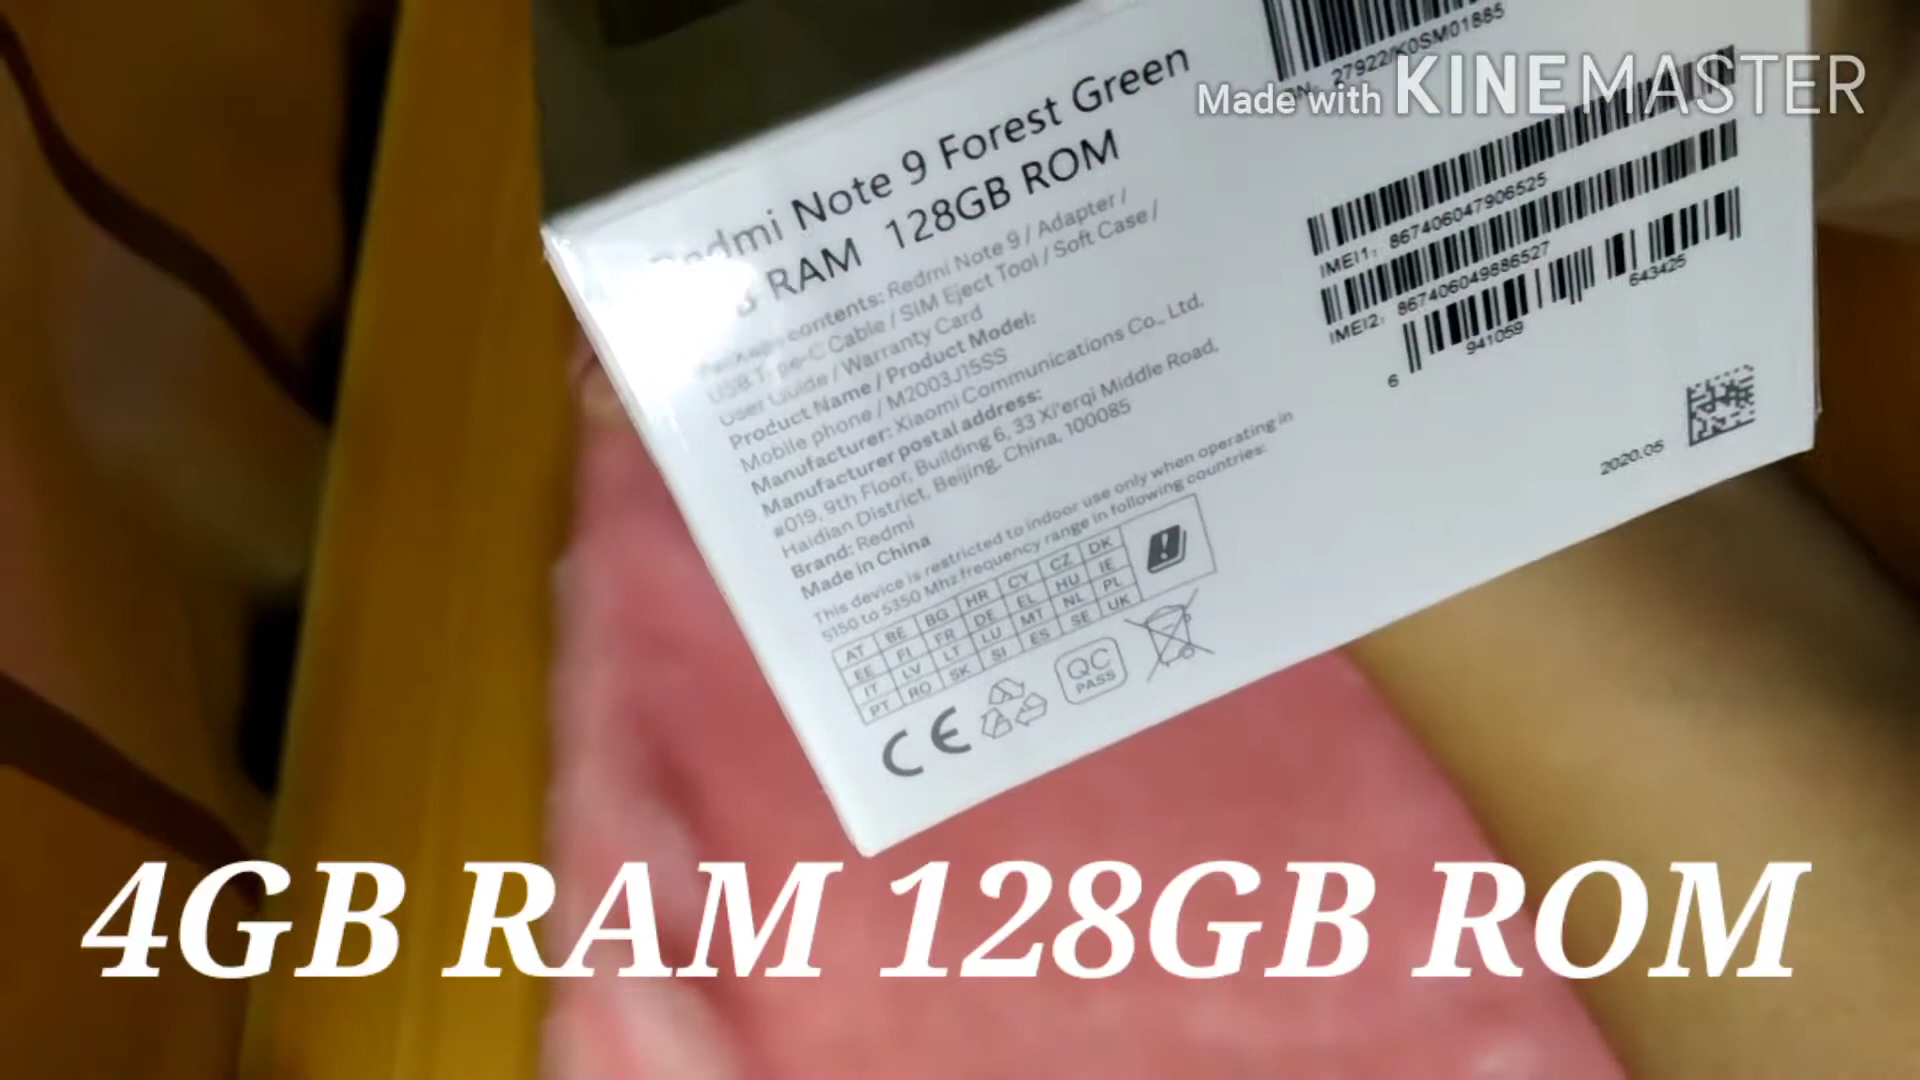 Made with KINEMASTER
27922/K0SM01885
Redmi Note 9 Forest Green
RAM 128GB ROM
contents: Redmi Note 9 / Adapter /
USB Type-C Cable / SIM Eject Tool / Soft Case /
User Guide / Warranty Card
Product Name / Product Model:
Mobile phone / M2003J15SS
Manufacturer: Xiaomi Communications Co., Ltd.
Manufacturer postal address:
#019, 9th Floor, Building 6, 33 Xi'erqi Middle Road,
Haidian District, Beijing, China, 100085
Brand: Redmi
Made in China
This device is restricted to indoor use only when operating in
5150 to 5350 Mhz frequency range in following countries:
AT BE BG HR CY CZ DK
EE FI FR DE EL HU IE
IT LV LT LU MT NL PL
PT RO SK SI ES SE UK
CE
QC
PASS
IMEI1: 867406047906525
IMEI2: 867406049886527
6 941059 643425
2020.05
4GB RAM 128GB ROM